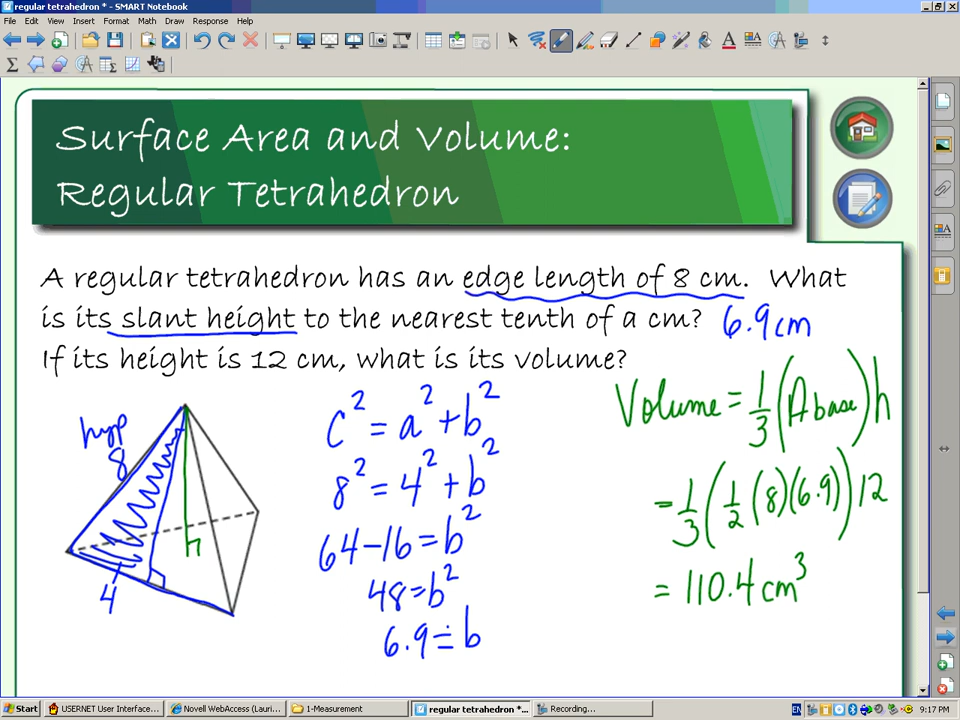 regular tetrahedron * - SMART Notebook
File Edit View Insert Format Math Draw Response Help
Surface Area and Volume:
Regular Tetrahedron
A regular tetrahedron has an edge length of 8 cm. What
is its slant height to the nearest tenth of a cm? 6.9cm
If its height is 12 cm, what is its volume?
hyp
8
4
h
c² = a² + b²
8² = 4² + b²
64-16 = b²
48 = b²
6.9 ≐ b
Volume = 1/3 (A base) h
= 1/3 (1/2 (8)(6.9)) 12
= 110.4 cm³
Start USERNET User Interface... Novell WebAccess (Lauri... 1-Measurement regular tetrahedron *... Recording... EN 9:17 PM